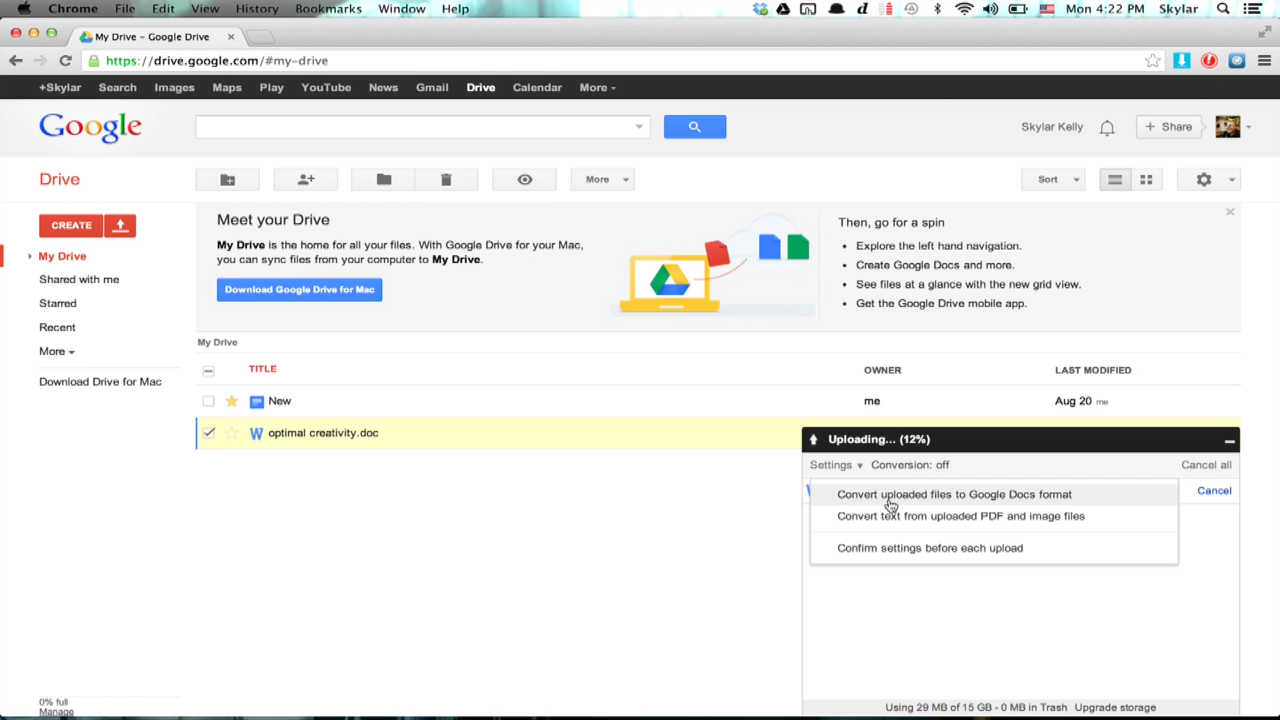 Chrome File Edit View History Bookmarks Window Help Mon 4:22 PM Skylar
My Drive – Google Drive
https://drive.google.com/#my-drive
+Skylar Search Images Maps Play YouTube News Gmail Drive Calendar More
Google Skylar Kelly + Share
Drive More Sort
CREATE
My Drive
Shared with me
Starred
Recent
More
Download Drive for Mac
Meet your Drive
My Drive is the home for all your files. With Google Drive for your Mac,
you can sync files from your computer to My Drive.
Download Google Drive for Mac
Then, go for a spin
• Explore the left hand navigation.
• Create Google Docs and more.
• See files at a glance with the new grid view.
• Get the Google Drive mobile app.
My Drive
TITLE OWNER LAST MODIFIED
New me Aug 20 me
W optimal creativity.doc
Uploading... (12%)
Settings Conversion: off Cancel all
Cancel
Convert uploaded files to Google Docs format
Convert text from uploaded PDF and image files
Confirm settings before each upload
0% full
Manage
Using 29 MB of 15 GB - 0 MB in Trash Upgrade storage